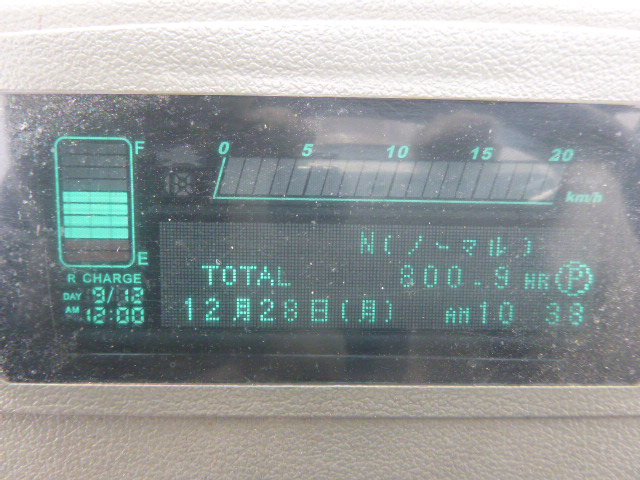 F
0 5 10 15 20
km/h
E
N(ノーマル)
R CHARGE
TOTAL 800.9 HR P
DAY 9/12
AM 12:00
12月28日(月) AM10 38